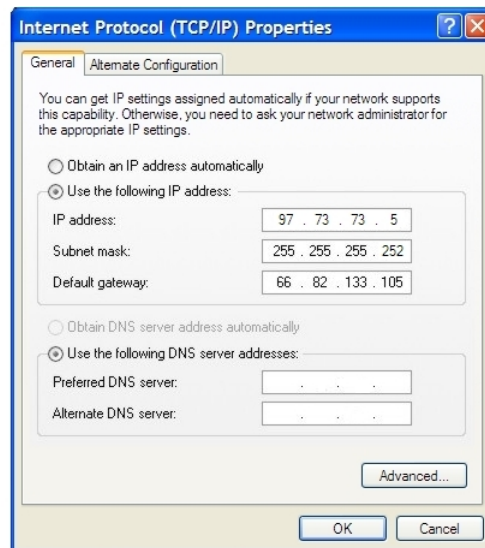 Internet Protocol (TCP/IP) Properties
General
Alternate Configuration
You can get IP settings assigned automatically if your network supports
this capability. Otherwise, you need to ask your network administrator for
the appropriate IP settings.
Obtain an IP address automatically
Use the following IP address:
IP address: 97 . 73 . 73 . 5
Subnet mask: 255 . 255 . 255 . 252
Default gateway: 66 . 82 . 133 . 105
Obtain DNS server address automatically
Use the following DNS server addresses:
Preferred DNS server: . . .
Alternate DNS server: . . .
Advanced...
OK Cancel